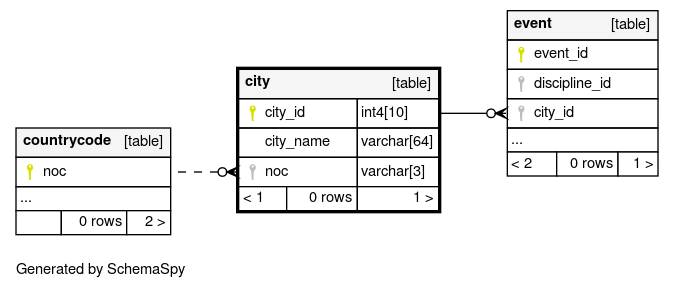 event [table]
event_id
discipline_id
city_id
...
< 2 0 rows 1 >
city [table]
city_id int4[10]
city_name varchar[64]
noc varchar[3]
< 1 0 rows 1 >
countrycode [table]
noc
...
0 rows 2 >
Generated by SchemaSpy